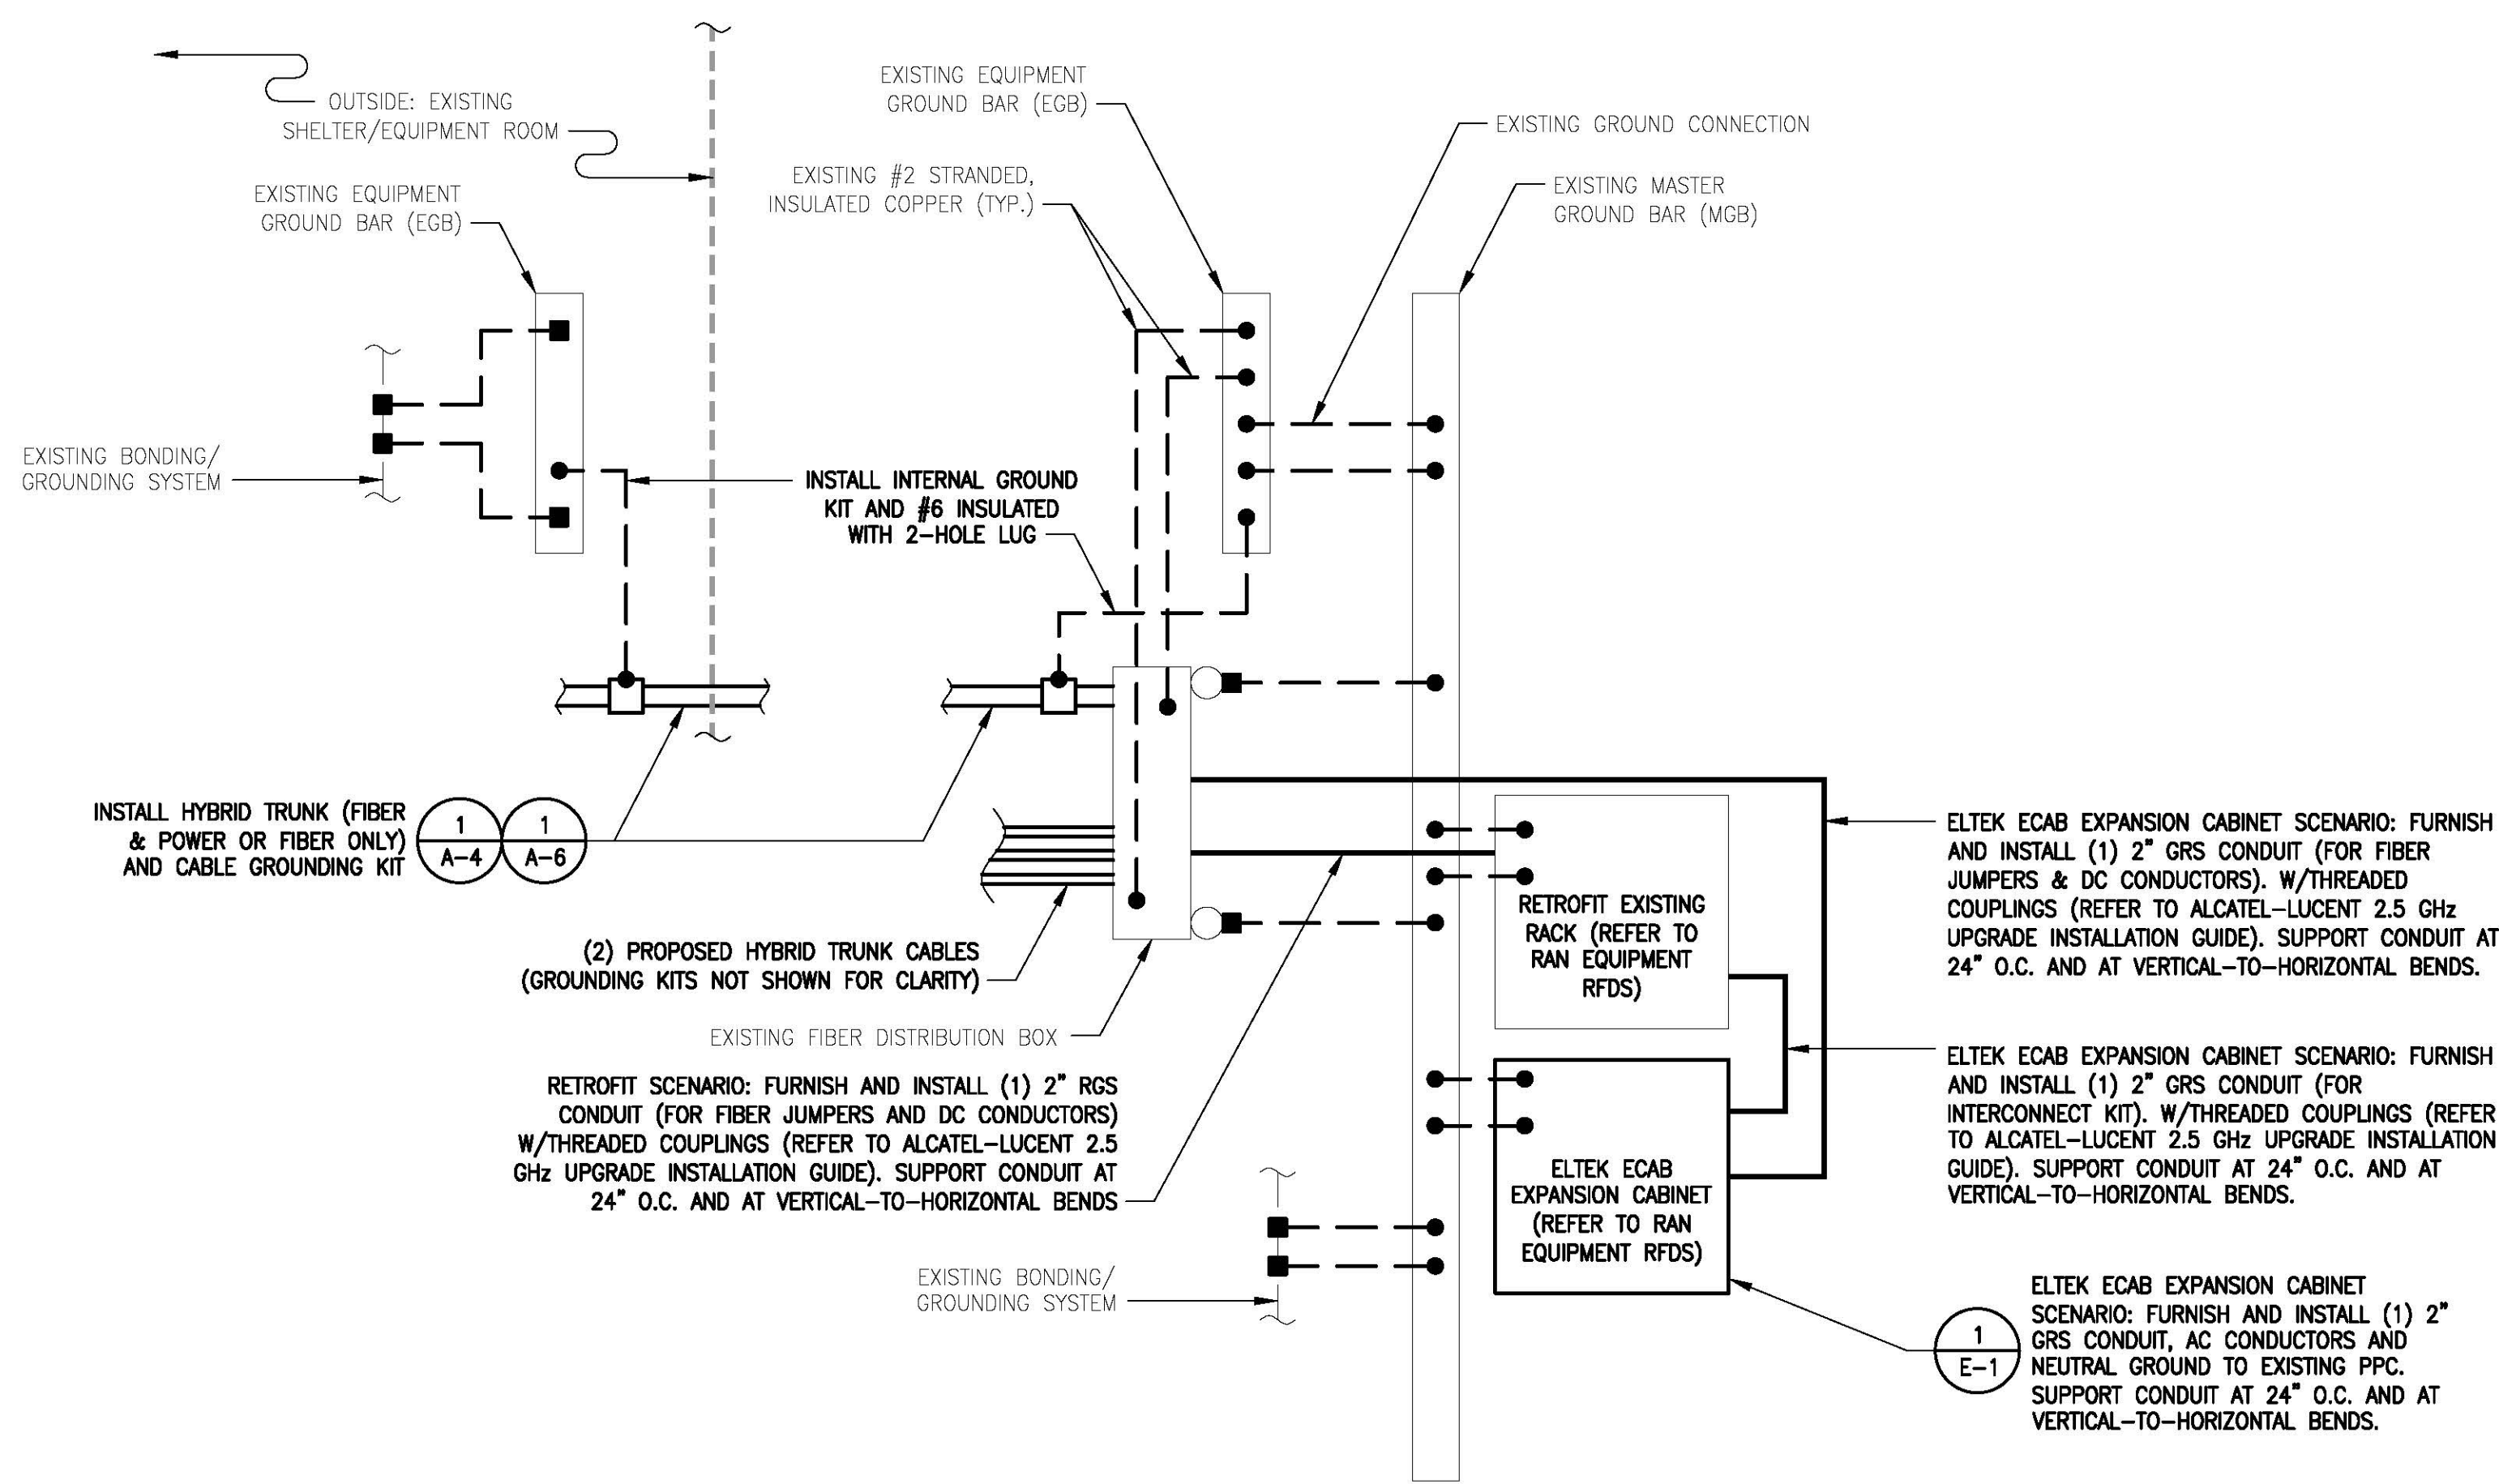 OUTSIDE: EXISTING
SHELTER/EQUIPMENT ROOM
EXISTING EQUIPMENT
GROUND BAR (EGB)
EXISTING EQUIPMENT
GROUND BAR (EGB)
EXISTING #2 STRANDED,
INSULATED COPPER (TYP.)
EXISTING GROUND CONNECTION
EXISTING MASTER
GROUND BAR (MGB)
EXISTING BONDING/
GROUNDING SYSTEM
INSTALL INTERNAL GROUND
KIT AND #6 INSULATED
WITH 2-HOLE LUG
INSTALL HYBRID TRUNK (FIBER
& POWER OR FIBER ONLY)
AND CABLE GROUNDING KIT
1
A-4
1
A-6
(2) PROPOSED HYBRID TRUNK CABLES
(GROUNDING KITS NOT SHOWN FOR CLARITY)
EXISTING FIBER DISTRIBUTION BOX
RETROFIT SCENARIO: FURNISH AND INSTALL (1) 2" RGS
CONDUIT (FOR FIBER JUMPERS AND DC CONDUCTORS)
W/THREADED COUPLINGS (REFER TO ALCATEL-LUCENT 2.5
GHz UPGRADE INSTALLATION GUIDE). SUPPORT CONDUIT AT
24" O.C. AND AT VERTICAL-TO-HORIZONTAL BENDS
EXISTING BONDING/
GROUNDING SYSTEM
RETROFIT EXISTING
RACK (REFER TO
RAN EQUIPMENT
RFDS)
ELTEK ECAB
EXPANSION CABINET
(REFER TO RAN
EQUIPMENT RFDS)
ELTEK ECAB EXPANSION CABINET SCENARIO: FURNISH
AND INSTALL (1) 2" GRS CONDUIT (FOR FIBER
JUMPERS & DC CONDUCTORS). W/THREADED
COUPLINGS (REFER TO ALCATEL-LUCENT 2.5 GHz
UPGRADE INSTALLATION GUIDE). SUPPORT CONDUIT AT
24" O.C. AND AT VERTICAL-TO-HORIZONTAL BENDS.
ELTEK ECAB EXPANSION CABINET SCENARIO: FURNISH
AND INSTALL (1) 2" GRS CONDUIT (FOR
INTERCONNECT KIT). W/THREADED COUPLINGS (REFER
TO ALCATEL-LUCENT 2.5 GHz UPGRADE INSTALLATION
GUIDE). SUPPORT CONDUIT AT 24" O.C. AND AT
VERTICAL-TO-HORIZONTAL BENDS.
1
E-1
ELTEK ECAB EXPANSION CABINET
SCENARIO: FURNISH AND INSTALL (1) 2"
GRS CONDUIT, AC CONDUCTORS AND
NEUTRAL GROUND TO EXISTING PPC.
SUPPORT CONDUIT AT 24" O.C. AND AT
VERTICAL-TO-HORIZONTAL BENDS.